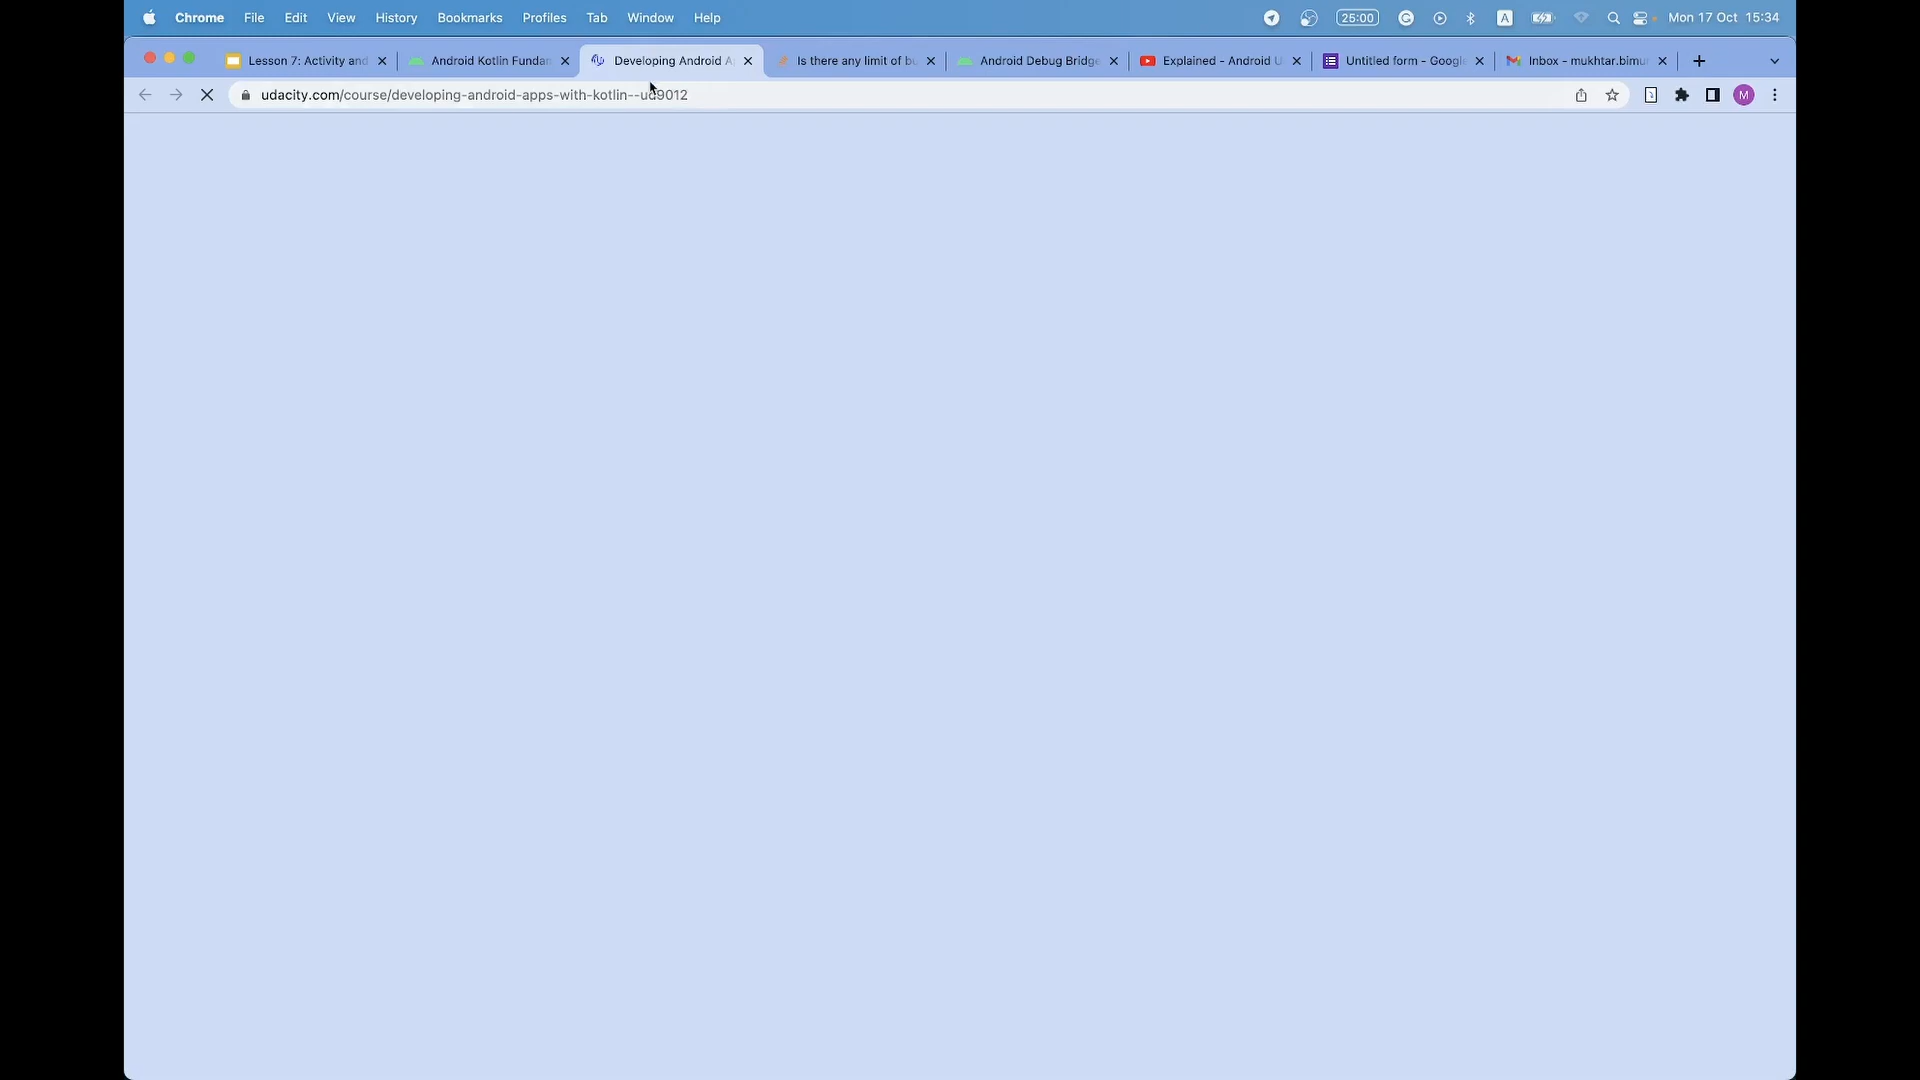 Chrome File Edit View History Bookmarks Profiles Tab Window Help 25:00 A Mon 17 Oct 15:34
Lesson 7: Activity and Android Kotlin Fundam Developing Android A Is there any limit of bu Android Debug Bridge Explained - Android U Untitled form - Google Inbox - mukhtar.bimur
udacity.com/course/developing-android-apps-with-kotlin--ud9012 M